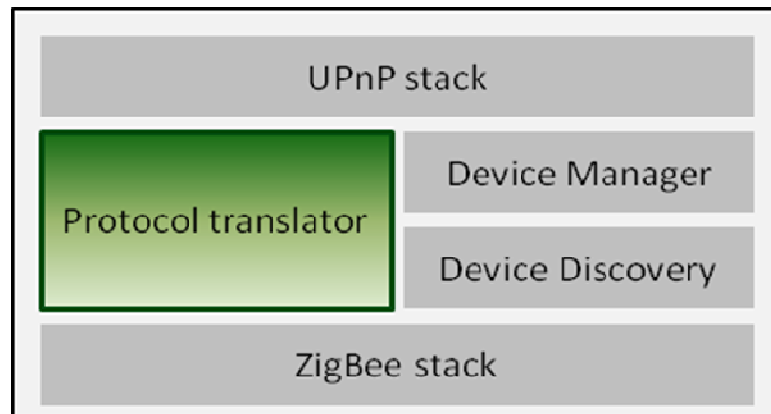 UPnP stack
Protocol translator
Device Manager
Device Discovery
ZigBee stack